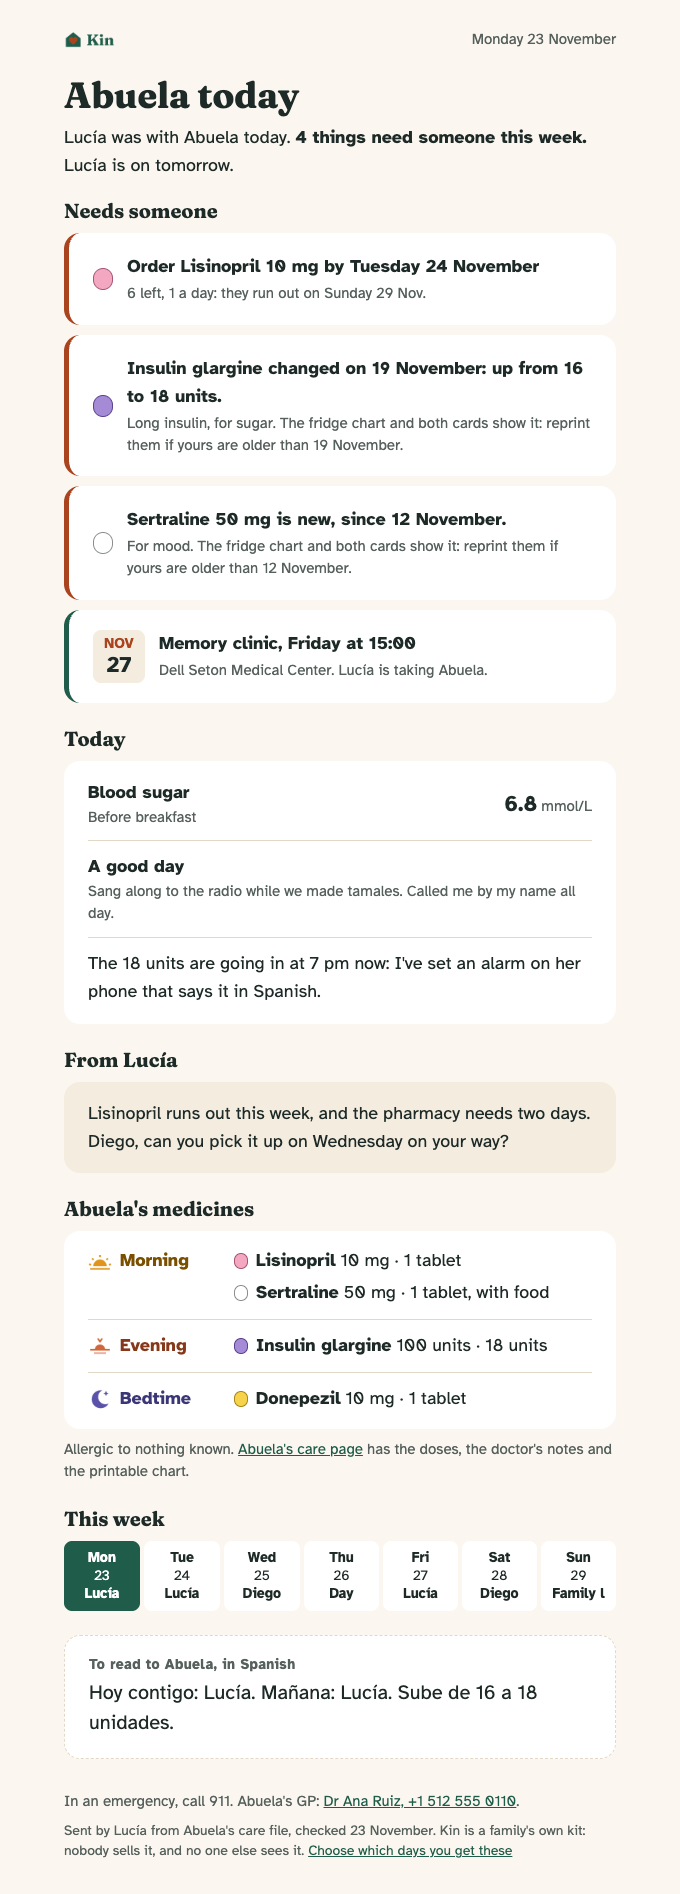 Kin
Monday 23 November
Abuela today
Lucía was with Abuela today. 4 things need someone this week.
Lucía is on tomorrow.
Needs someone
Order Lisinopril 10 mg by Tuesday 24 November
6 left, 1 a day: they run out on Sunday 29 Nov.
Insulin glargine changed on 19 November: up from 16
to 18 units.
Long insulin, for sugar. The fridge chart and both cards show it: reprint
them if yours are older than 19 November.
Sertraline 50 mg is new, since 12 November.
For mood. The fridge chart and both cards show it: reprint them if
yours are older than 12 November.
NOV
27
Memory clinic, Friday at 15:00
Dell Seton Medical Center. Lucía is taking Abuela.
Today
Blood sugar
Before breakfast
6.8 mmol/L
A good day
Sang along to the radio while we made tamales. Called me by my name all
day.
The 18 units are going in at 7 pm now: I've set an alarm on her
phone that says it in Spanish.
From Lucía
Lisinopril runs out this week, and the pharmacy needs two days.
Diego, can you pick it up on Wednesday on your way?
Abuela's medicines
Morning
Lisinopril 10 mg · 1 tablet
Sertraline 50 mg · 1 tablet, with food
Evening
Insulin glargine 100 units · 18 units
Bedtime
Donepezil 10 mg · 1 tablet
Allergic to nothing known. Abuela's care page has the doses, the doctor's notes and
the printable chart.
This week
Mon
23
Lucía
Tue
24
Lucía
Wed
25
Diego
Thu
26
Day
Fri
27
Lucía
Sat
28
Diego
Sun
29
Family l
To read to Abuela, in Spanish
Hoy contigo: Lucía. Mañana: Lucía. Sube de 16 a 18
unidades.
In an emergency, call 911. Abuela's GP: Dr Ana Ruiz, +1 512 555 0110.
Sent by Lucía from Abuela's care file, checked 23 November. Kin is a family's own kit:
nobody sells it, and no one else sees it. Choose which days you get these